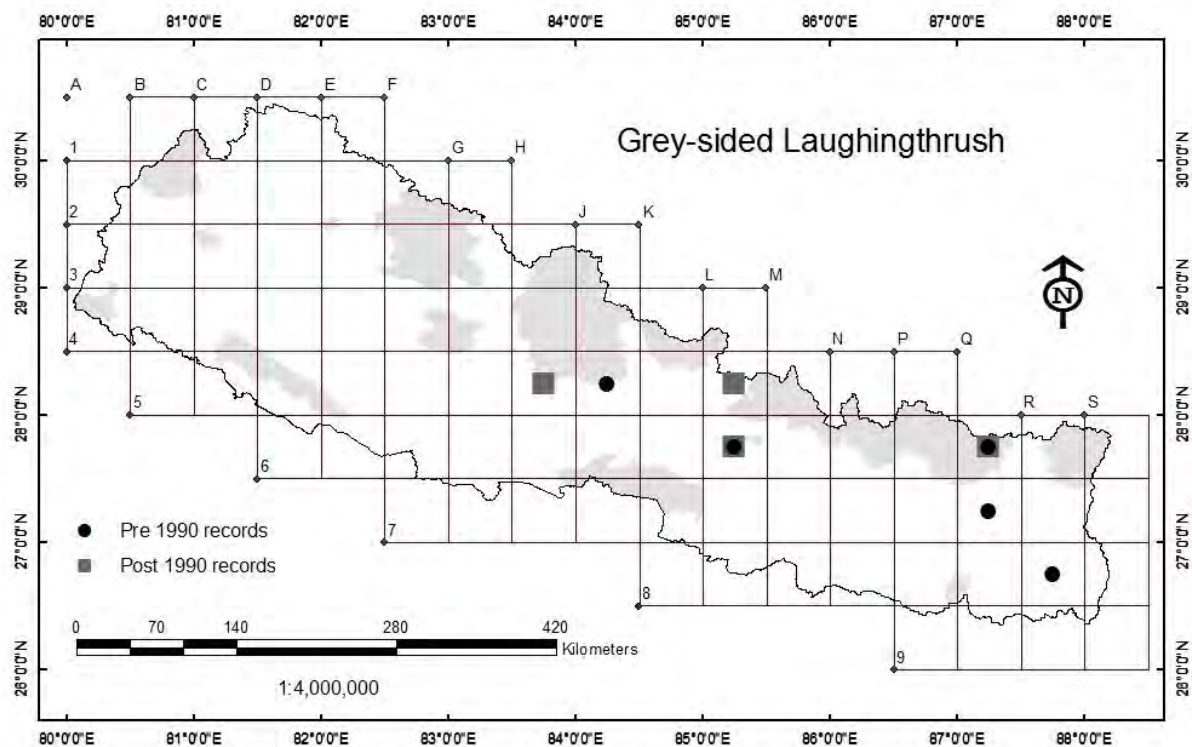 80°0'0"E 81°0'0"E 82°0'0"E 83°0'0"E 84°0'0"E 85°0'0"E 86°0'0"E 87°0'0"E 88°0'0"E
A B C D E F
Grey-sided Laughingthrush
30°0'0"N 1 G H 30°0'0"N
2 J K
29°0'0"N 3 L M 29°0'0"N
N
4 N P Q
28°0'0"N 5 R S 28°0'0"N
6
Pre 1990 records
27°0'0"N 7 27°0'0"N
Post 1990 records
8
0 70 140 280 420
Kilometers
28°0'0"N 9 28°0'0"N
1:4,000,000
80°0'0"E 81°0'0"E 82°0'0"E 83°0'0"E 84°0'0"E 85°0'0"E 86°0'0"E 87°0'0"E 88°0'0"E